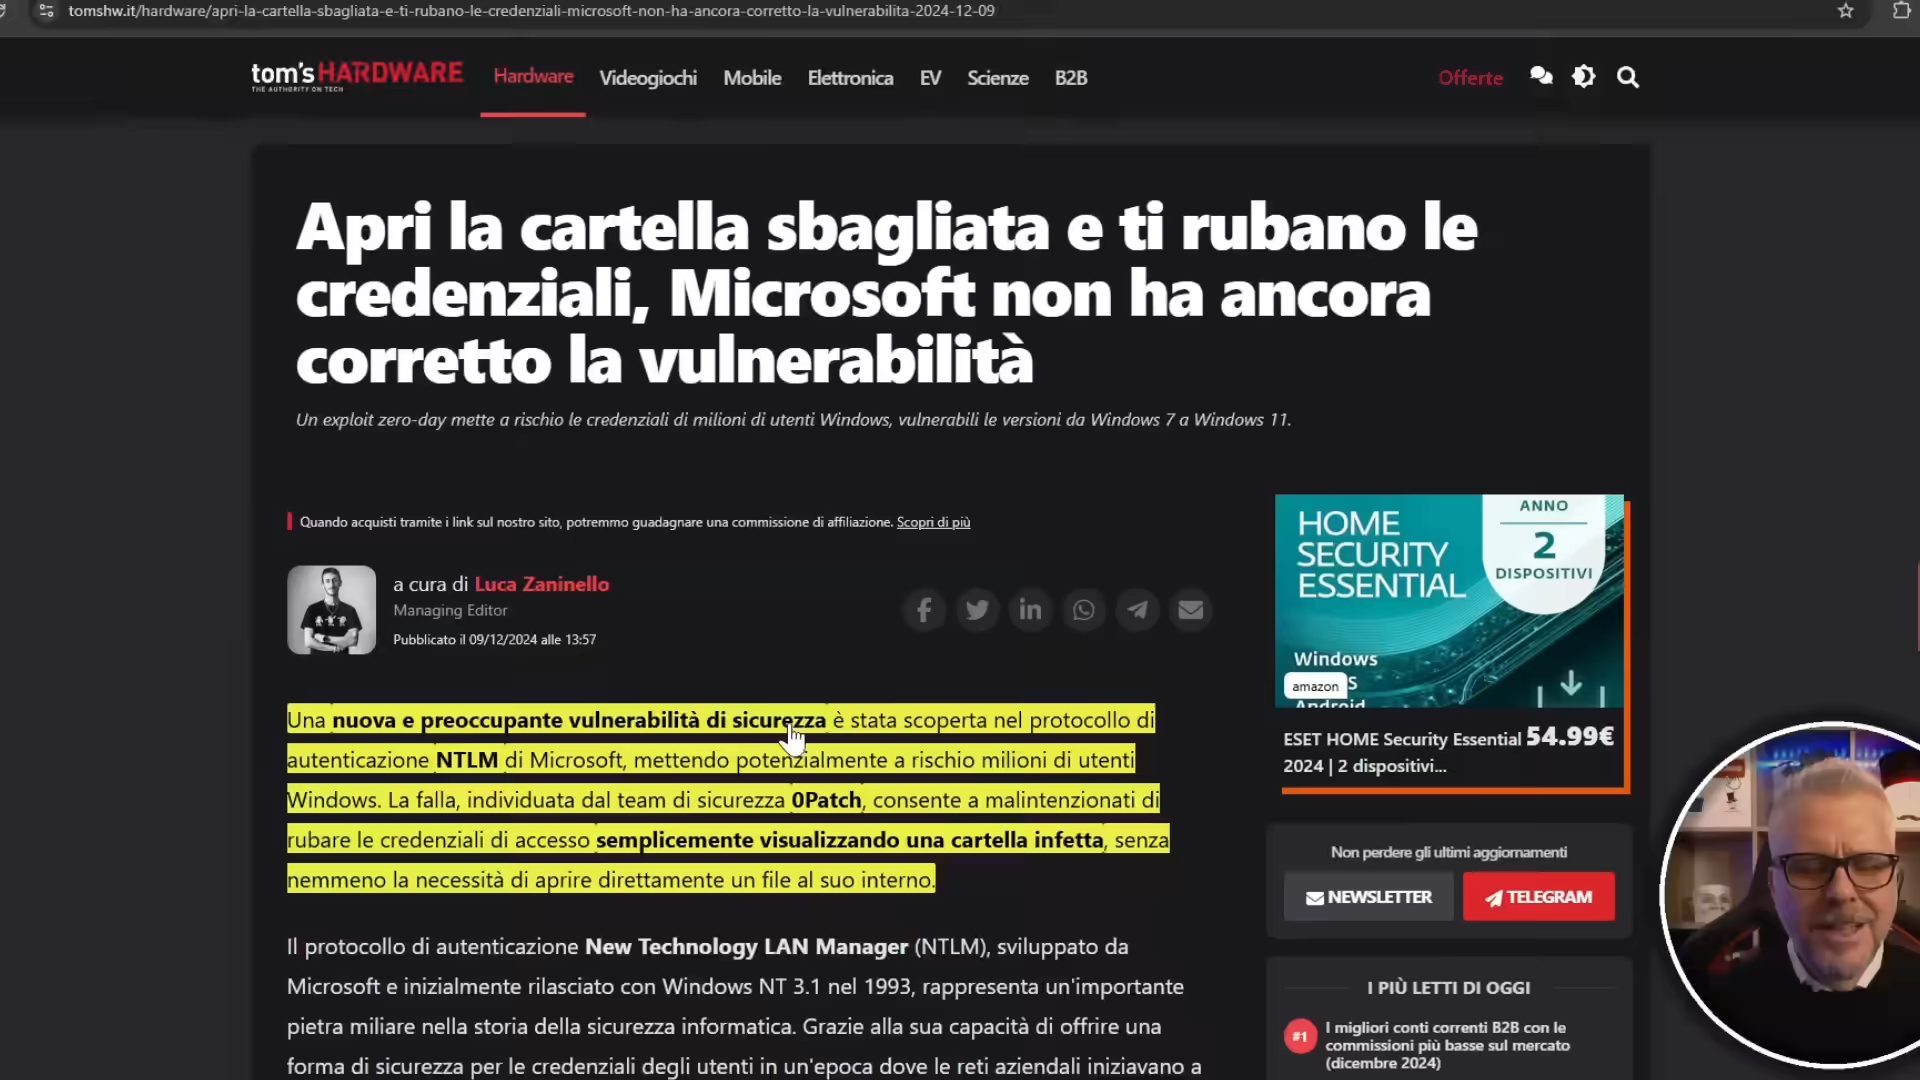 tomshw.it/hardware/apri-la-cartella-sbagliata-e-ti-rubano-le-credenziali-microsoft-non-ha-ancora-corretto-la-vulnerabilita-2024-12-09
tom's HARDWARE
THE AUTHORITY ON TECH
Hardware
Videogiochi
Mobile
Elettronica
EV
Scienze
B2B
Offerte
Apri la cartella sbagliata e ti rubano le
credenziali, Microsoft non ha ancora
corretto la vulnerabilità
Un exploit zero-day mette a rischio le credenziali di milioni di utenti Windows, vulnerabili le versioni da Windows 7 a Windows 11.
Quando acquisti tramite i link sul nostro sito, potremmo guadagnare una commissione di affiliazione. Scopri di più
a cura di Luca Zaninello
Managing Editor
Pubblicato il 09/12/2024 alle 13:57
Una nuova e preoccupante vulnerabilità di sicurezza è stata scoperta nel protocollo di
autenticazione NTLM di Microsoft, mettendo potenzialmente a rischio milioni di utenti
Windows. La falla, individuata dal team di sicurezza 0Patch, consente a malintenzionati di
rubare le credenziali di accesso semplicemente visualizzando una cartella infetta, senza
nemmeno la necessità di aprire direttamente un file al suo interno.
Il protocollo di autenticazione New Technology LAN Manager (NTLM), sviluppato da
Microsoft e inizialmente rilasciato con Windows NT 3.1 nel 1993, rappresenta un'importante
pietra miliare nella storia della sicurezza informatica. Grazie alla sua capacità di offrire una
forma di sicurezza per le credenziali degli utenti in un'epoca dove le reti aziendali iniziavano a
HOME
SECURITY
ESSENTIAL
ANNO
2
DISPOSITIVI
Windows
amazon
Android
ESET HOME Security Essential 54.99€
2024 | 2 dispositivi...
Non perdere gli ultimi aggiornamenti
NEWSLETTER
TELEGRAM
I PIÙ LETTI DI OGGI
#1
I migliori conti correnti B2B con le
commissioni più basse sul mercato
(dicembre 2024)